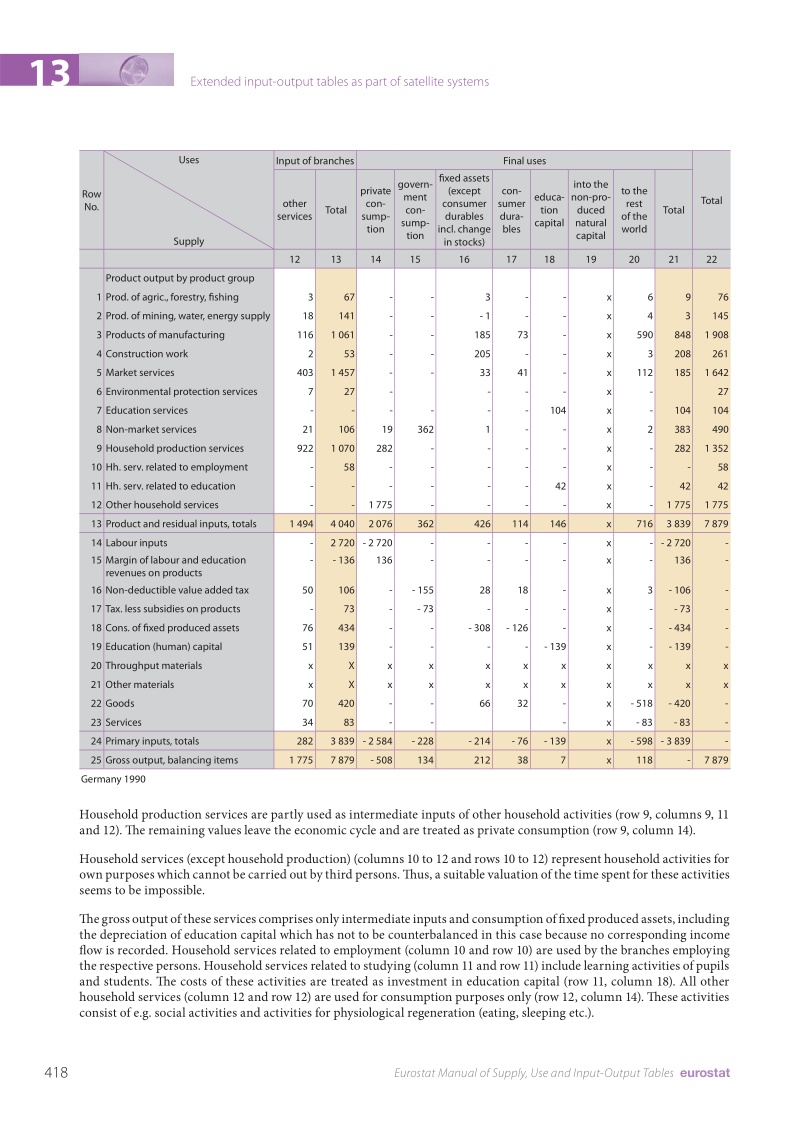 13
Extended input-output tables as part of satellite systems
Uses Input of branches Final uses
Row No. Supply other services Total private con-sump-tion govern-ment con-sump-tion fixed assets (except consumer durables incl. change in stocks) con-sumer dura-bles educa-tion capital into the non-pro-duced natural capital to the rest of the world Total Total
12 13 14 15 16 17 18 19 20 21 22
Product output by product group
1 Prod. of agric., forestry, fishing 3 67 - - 3 - - x 6 9 76
2 Prod. of mining, water, energy supply 18 141 - - - 1 - - x 4 3 145
3 Products of manufacturing 116 1 061 - - 185 73 - x 590 848 1 908
4 Construction work 2 53 - - 205 - - x 3 208 261
5 Market services 403 1 457 - - 33 41 - x 112 185 1 642
6 Environmental protection services 7 27 - - - - x - 27
7 Education services - - - - - - 104 x - 104 104
8 Non-market services 21 106 19 362 1 - - x 2 383 490
9 Household production services 922 1 070 282 - - - - x - 282 1 352
10 Hh. serv. related to employment - 58 - - - - - x - - 58
11 Hh. serv. related to education - - - - - - 42 x - 42 42
12 Other household services - - 1 775 - - - - x - 1 775 1 775
13 Product and residual inputs, totals 1 494 4 040 2 076 362 426 114 146 x 716 3 839 7 879
14 Labour inputs - 2 720 - 2 720 - - - - x - - 2 720 -
15 Margin of labour and education - - 136 136 - - - - x - 136 -
revenues on products
16 Non-deductible value added tax 50 106 - - 155 28 18 - x 3 - 106 -
17 Tax. less subsidies on products - 73 - - 73 - - - x - - 73 -
18 Cons. of fixed produced assets 76 434 - - - 308 - 126 - x - - 434 -
19 Education (human) capital 51 139 - - - - - 139 x - - 139 -
20 Throughput materials x X x x x x x x x x x
21 Other materials x X x x x x x x x x x
22 Goods 70 420 - - 66 32 - x - 518 - 420 -
23 Services 34 83 - - - x - 83 - 83 -
24 Primary inputs, totals 282 3 839 - 2 584 - 228 - 214 - 76 - 139 x - 598 - 3 839 -
25 Gross output, balancing items 1 775 7 879 - 508 134 212 38 7 x 118 - 7 879
Germany 1990
Household production services are partly used as intermediate inputs of other household activities (row 9, columns 9, 11
and 12). The remaining values leave the economic cycle and are treated as private consumption (row 9, column 14).
Household services (except household production) (columns 10 to 12 and rows 10 to 12) represent household activities for
own purposes which cannot be carried out by third persons. Thus, a suitable valuation of the time spent for these activities
seems to be impossible.
The gross output of these services comprises only intermediate inputs and consumption of fixed produced assets, including
the depreciation of education capital which has not to be counterbalanced in this case because no corresponding income
flow is recorded. Household services related to employment (column 10 and row 10) are used by the branches employing
the respective persons. Household services related to studying (column 11 and row 11) include learning activities of pupils
and students. The costs of these activities are treated as investment in education capital (row 11, column 18). All other
household services (column 12 and row 12) are used for consumption purposes only (row 12, column 14). These activities
consist of e.g. social activities and activities for physiological regeneration (eating, sleeping etc.).
418
Eurostat Manual of Supply, Use and Input-Output Tables eurostat